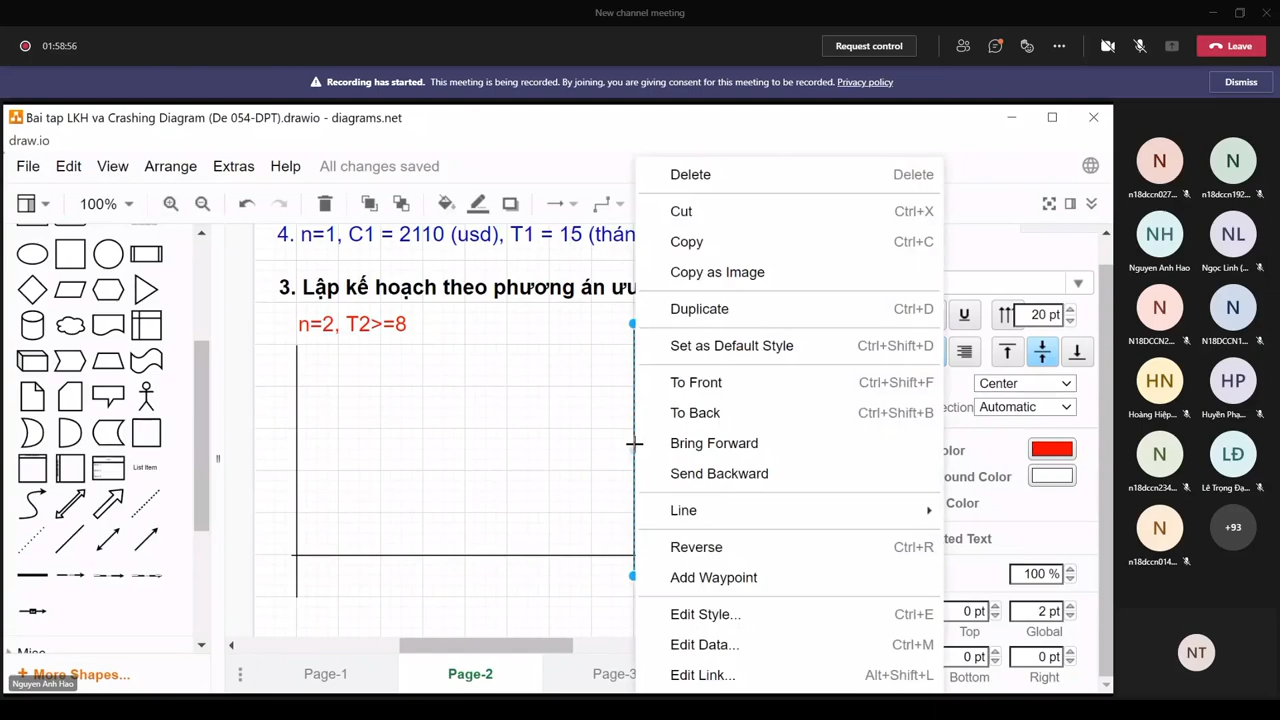 New channel meeting
01:58:56
Request control
Leave
Recording has started. This meeting is being recorded. By joining, you are giving consent for this meeting to be recorded. Privacy policy
Dismiss
Bai tap LKH va Crashing Diagram (De 054-DPT).drawio - diagrams.net
draw.io
File Edit View Arrange Extras Help All changes saved
100%
4. n=1, C1 = 2110 (usd), T1 = 15 (thán
3. Lập kế hoạch theo phương án ưu
n=2, T2>=8
List Item
More Shapes...
Nguyen Anh Hao
Page-1
Page-2
Page-3
Delete Delete
Cut Ctrl+X
Copy Ctrl+C
Copy as Image
Duplicate Ctrl+D
Set as Default Style Ctrl+Shift+D
To Front Ctrl+Shift+F
To Back Ctrl+Shift+B
Bring Forward
Send Backward
Line
Reverse Ctrl+R
Add Waypoint
Edit Style... Ctrl+E
Edit Data... Ctrl+M
Edit Link... Alt+Shift+L
U
20 pt
Center
ection Automatic
olor
ound Color
Color
ted Text
100 %
0 pt 2 pt
Top Global
0 pt 0 pt
Bottom Right
N N
n18dccn027... n18dccn192...
NH NL
Nguyen Anh Hao Ngọc Linh (...
N N
N18DCCN2... N18DCCN1...
HN HP
Hoàng Hiệp... Huyền Phạ...
N LĐ
n18dccn234... Lê Trọng Đạ...
N +93
n18dccn014...
NT